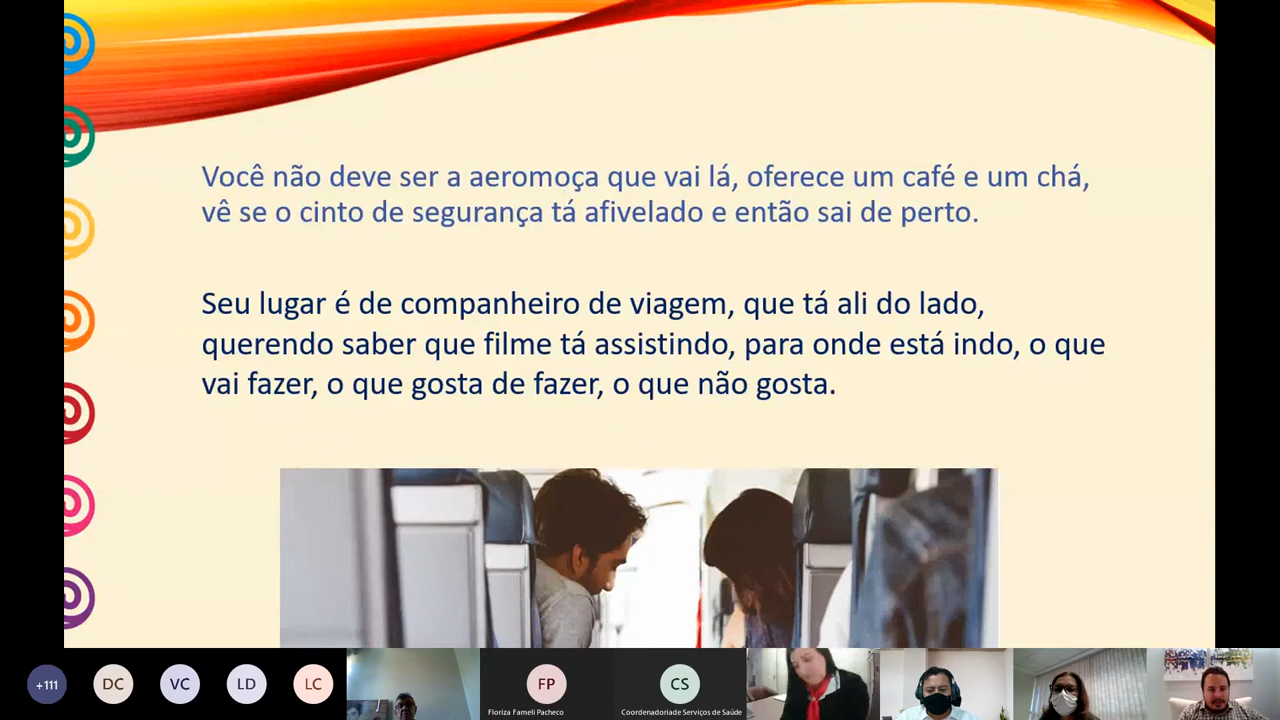 Você não deve ser a aeromoça que vai lá, oferece um café e um chá,
vê se o cinto de segurança tá afivelado e então sai de perto.
Seu lugar é de companheiro de viagem, que tá ali do lado,
querendo saber que filme tá assistindo, para onde está indo, o que
vai fazer, o que gosta de fazer, o que não gosta.
+111
DC
VC
LD
LC
FP
CS
Floriza Fameli Pacheco
Coordenadoria de Serviços de Saúde